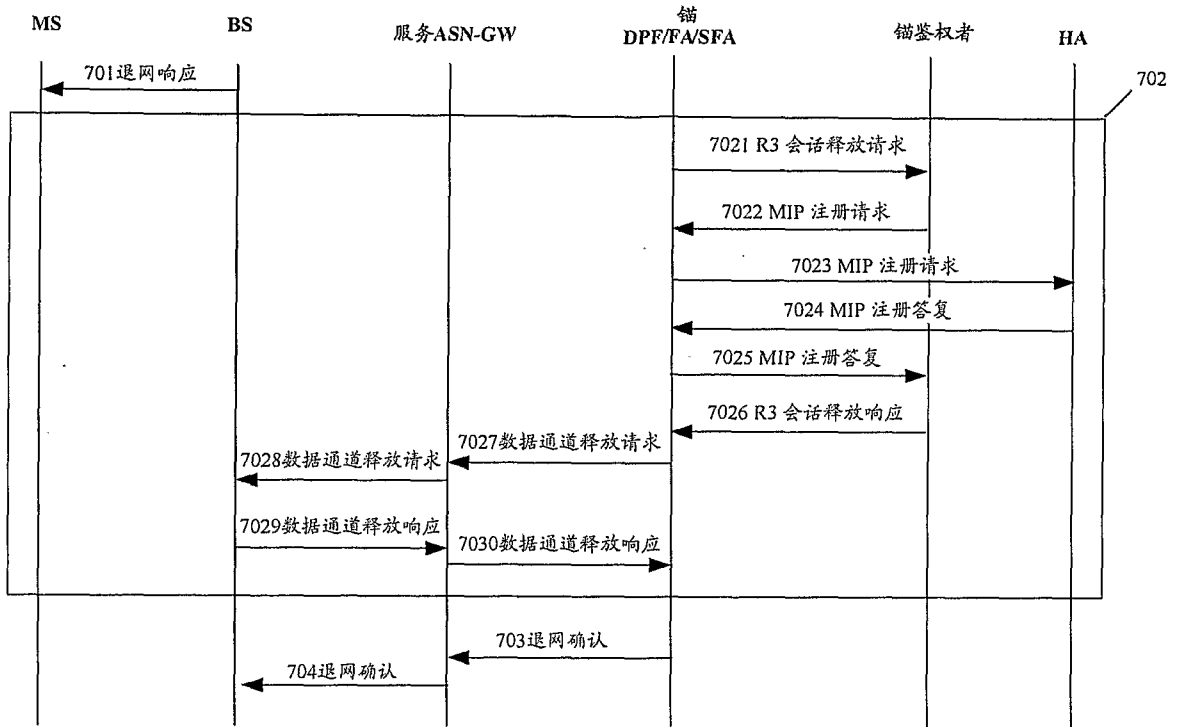 MS
BS
服务ASN-GW
锚
DPF/FA/SFA
锚鉴权者
HA
701退网响应
702
7021 R3 会话释放请求
7022 MIP 注册请求
7023 MIP 注册请求
7024 MIP 注册答复
7025 MIP 注册答复
7026 R3 会话释放响应
7027数据通道释放请求
7028数据通道释放请求
7029数据通道释放响应
7030数据通道释放响应
703退网确认
704退网确认